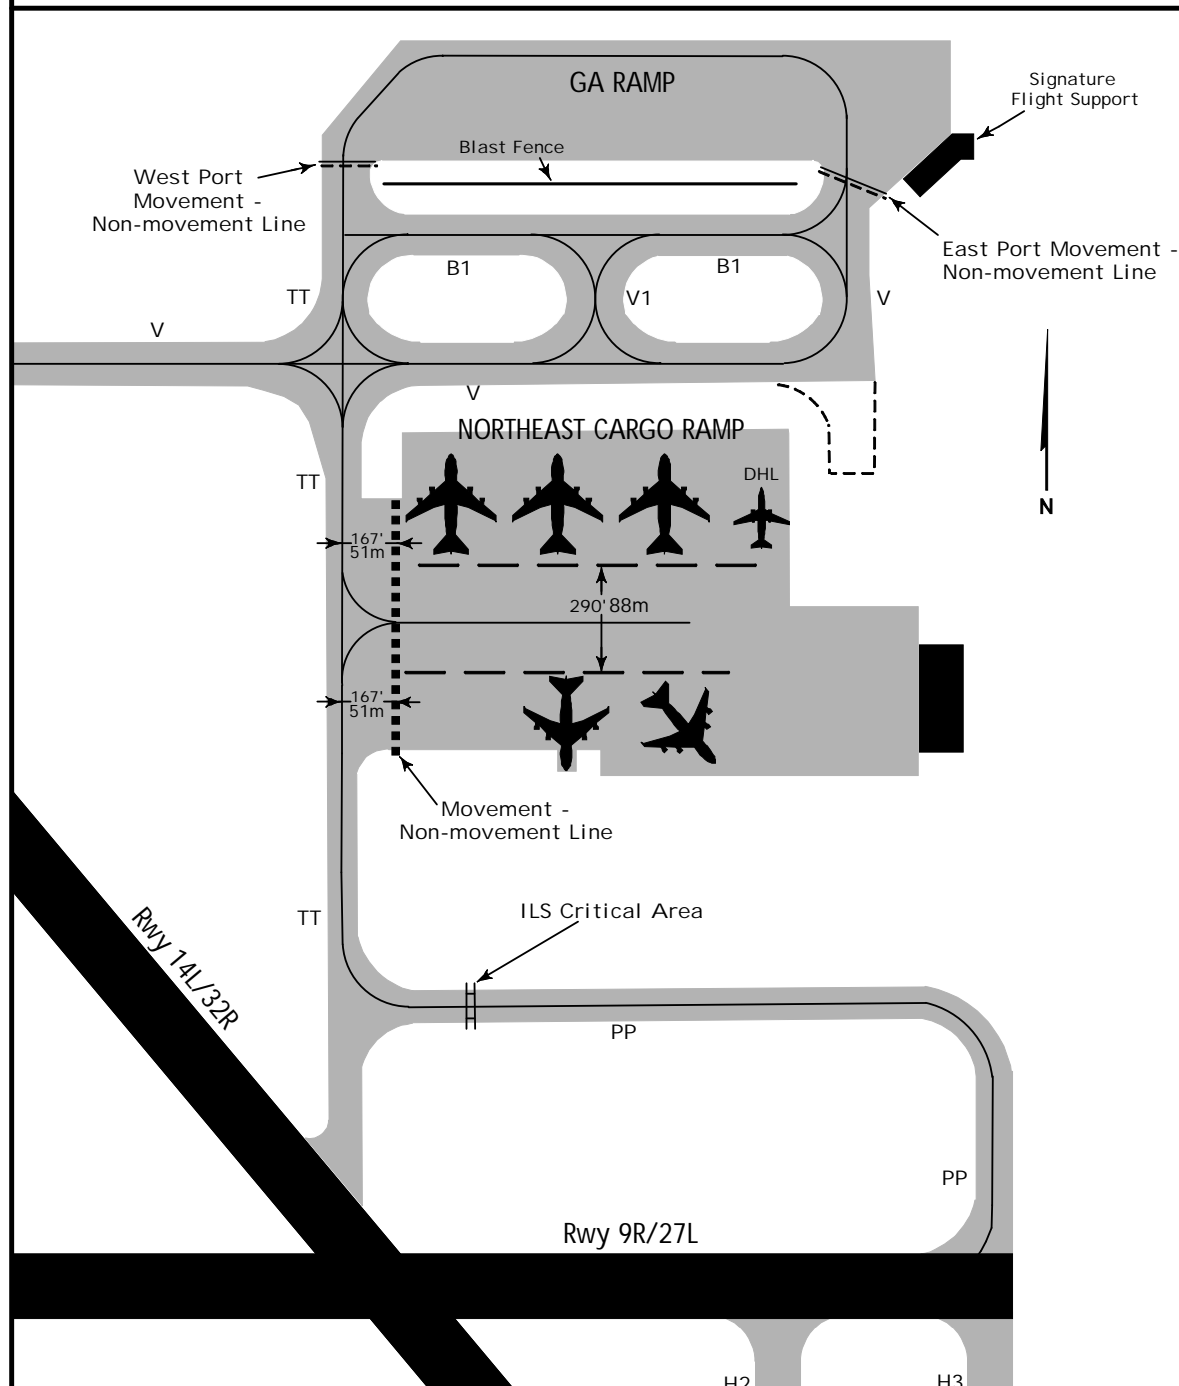 GA RAMP
Signature
Flight Support
Blast Fence
West Port
Movement -
Non-movement Line
East Port Movement -
Non-movement Line
B1
B1
TT
V1
V
V
V
NORTHEAST CARGO RAMP
TT
DHL
N
167'
51m
290' 88m
167'
51m
Movement -
Non-movement Line
ILS Critical Area
TT
Rwy 14L/32R
PP
PP
Rwy 9R/27L
H2
H3